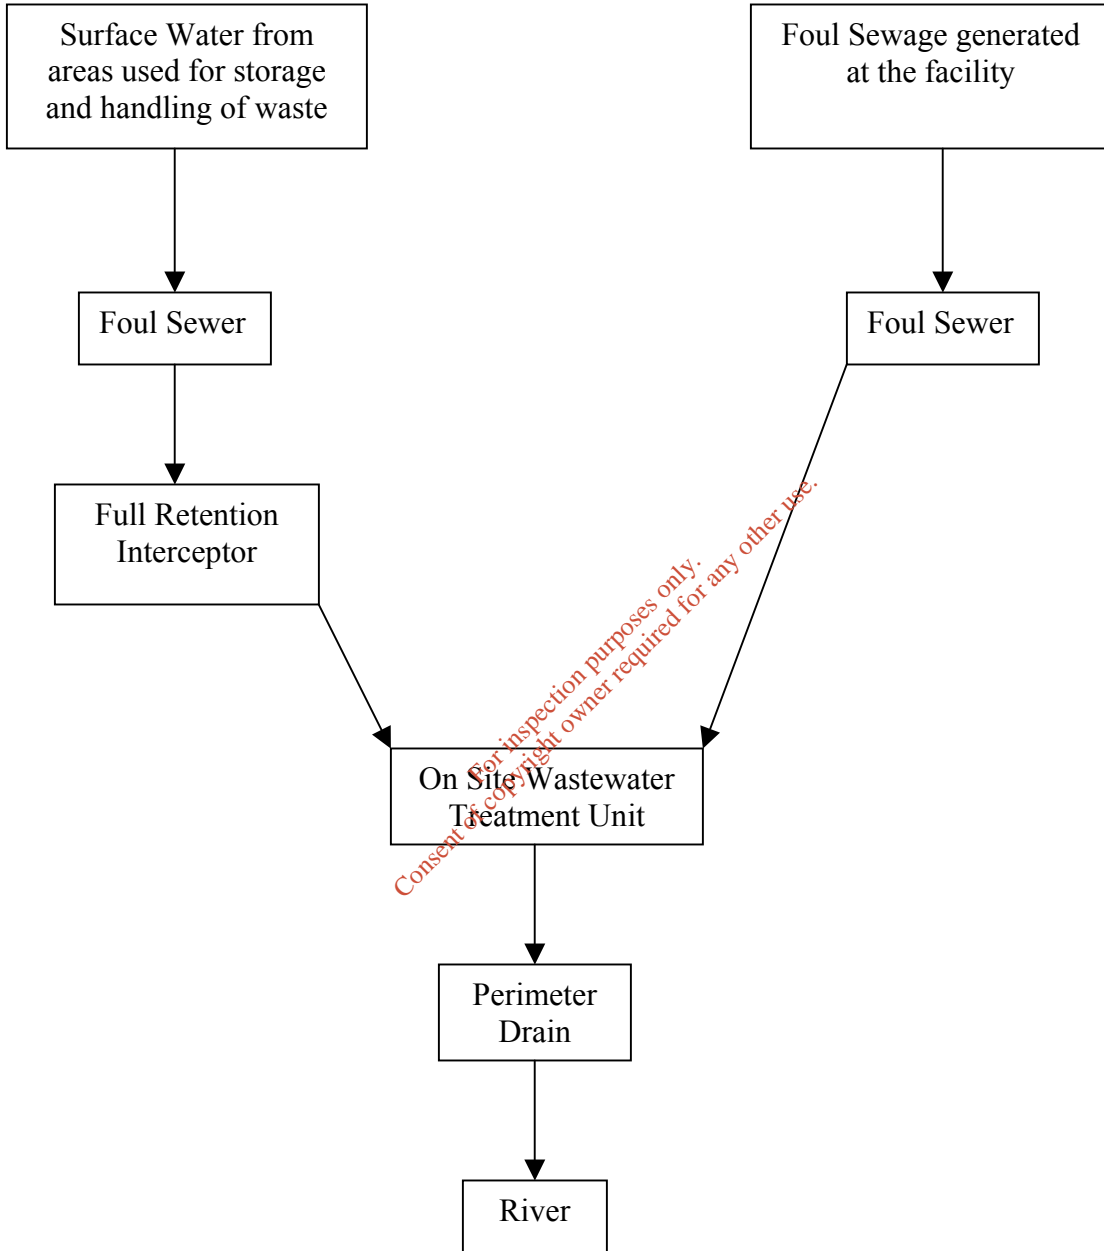 Surface Water from
areas used for storage
and handling of waste
Foul Sewage generated
at the facility
Foul Sewer
Foul Sewer
Full Retention
Interceptor
For inspection purposes only.
Consent of copyright owner required for any other use.
On Site Wastewater
Treatment Unit
Perimeter
Drain
River